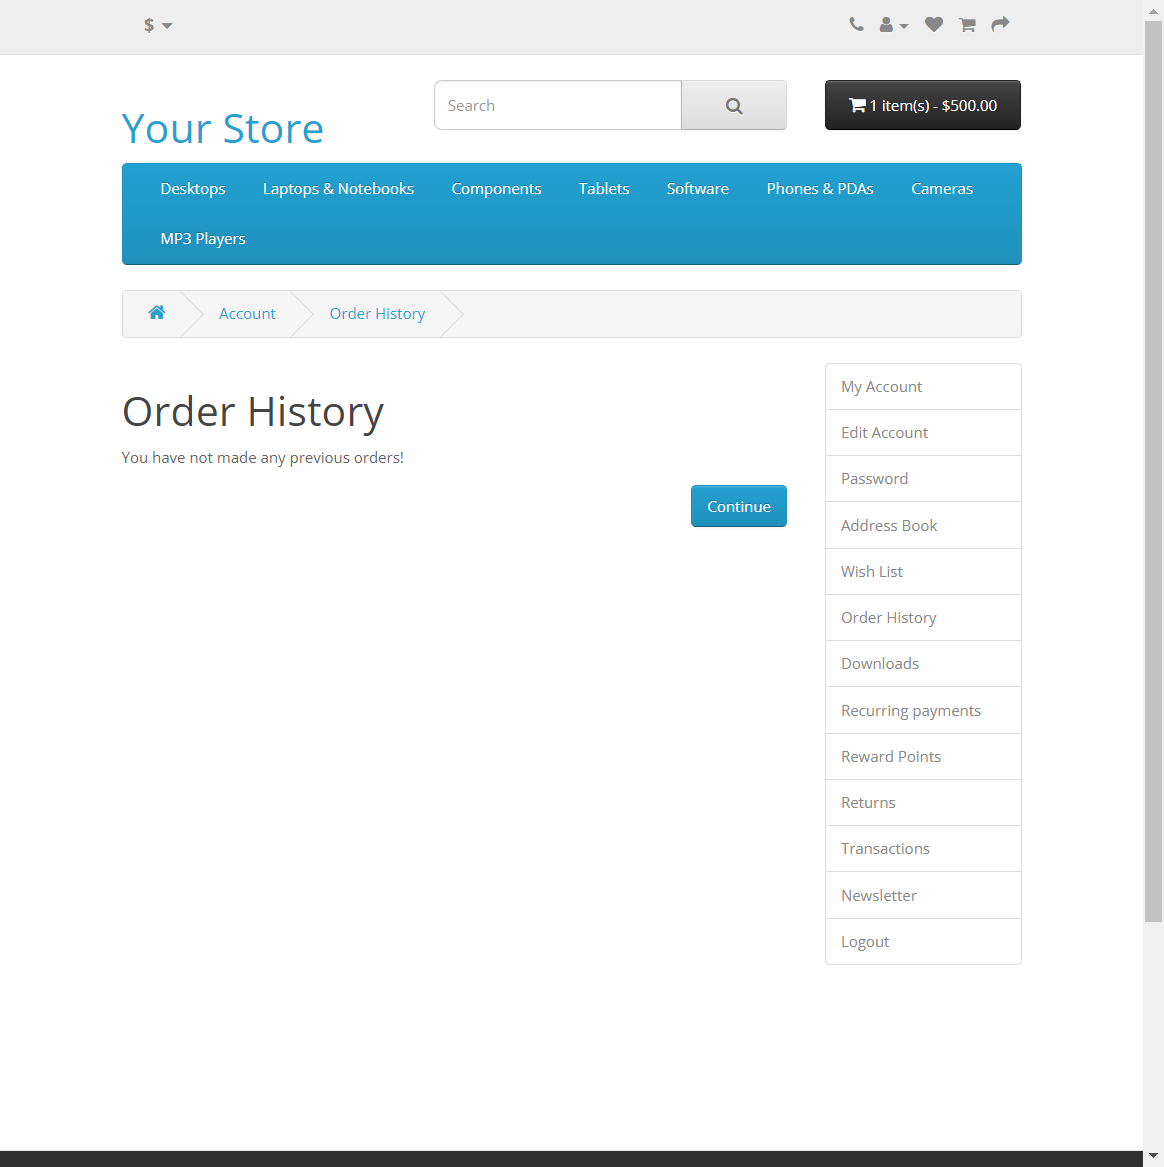 $
Your Store
Search
1 item(s) - $500.00
Desktops
Laptops & Notebooks
Components
Tablets
Software
Phones & PDAs
Cameras
MP3 Players
Account
Order History
Order History
You have not made any previous orders!
Continue
My Account
Edit Account
Password
Address Book
Wish List
Order History
Downloads
Recurring payments
Reward Points
Returns
Transactions
Newsletter
Logout